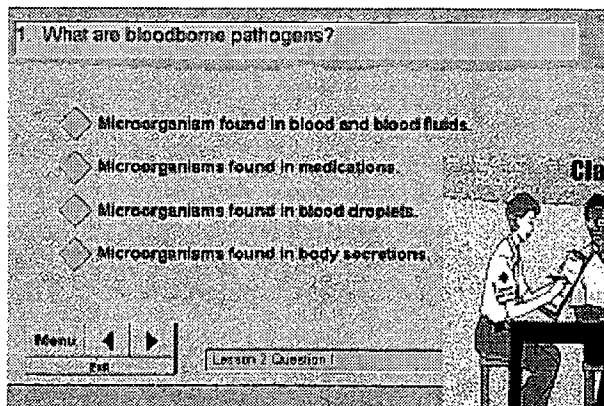 1. What are bloodborne pathogens?
Microorganism found in blood and blood fluids.
Microorganisms found in medications.
Microorganisms found in blood droplets.
Microorganisms found in body secretions.
Cla
Menu
Exit
Lesson 2 Question 1